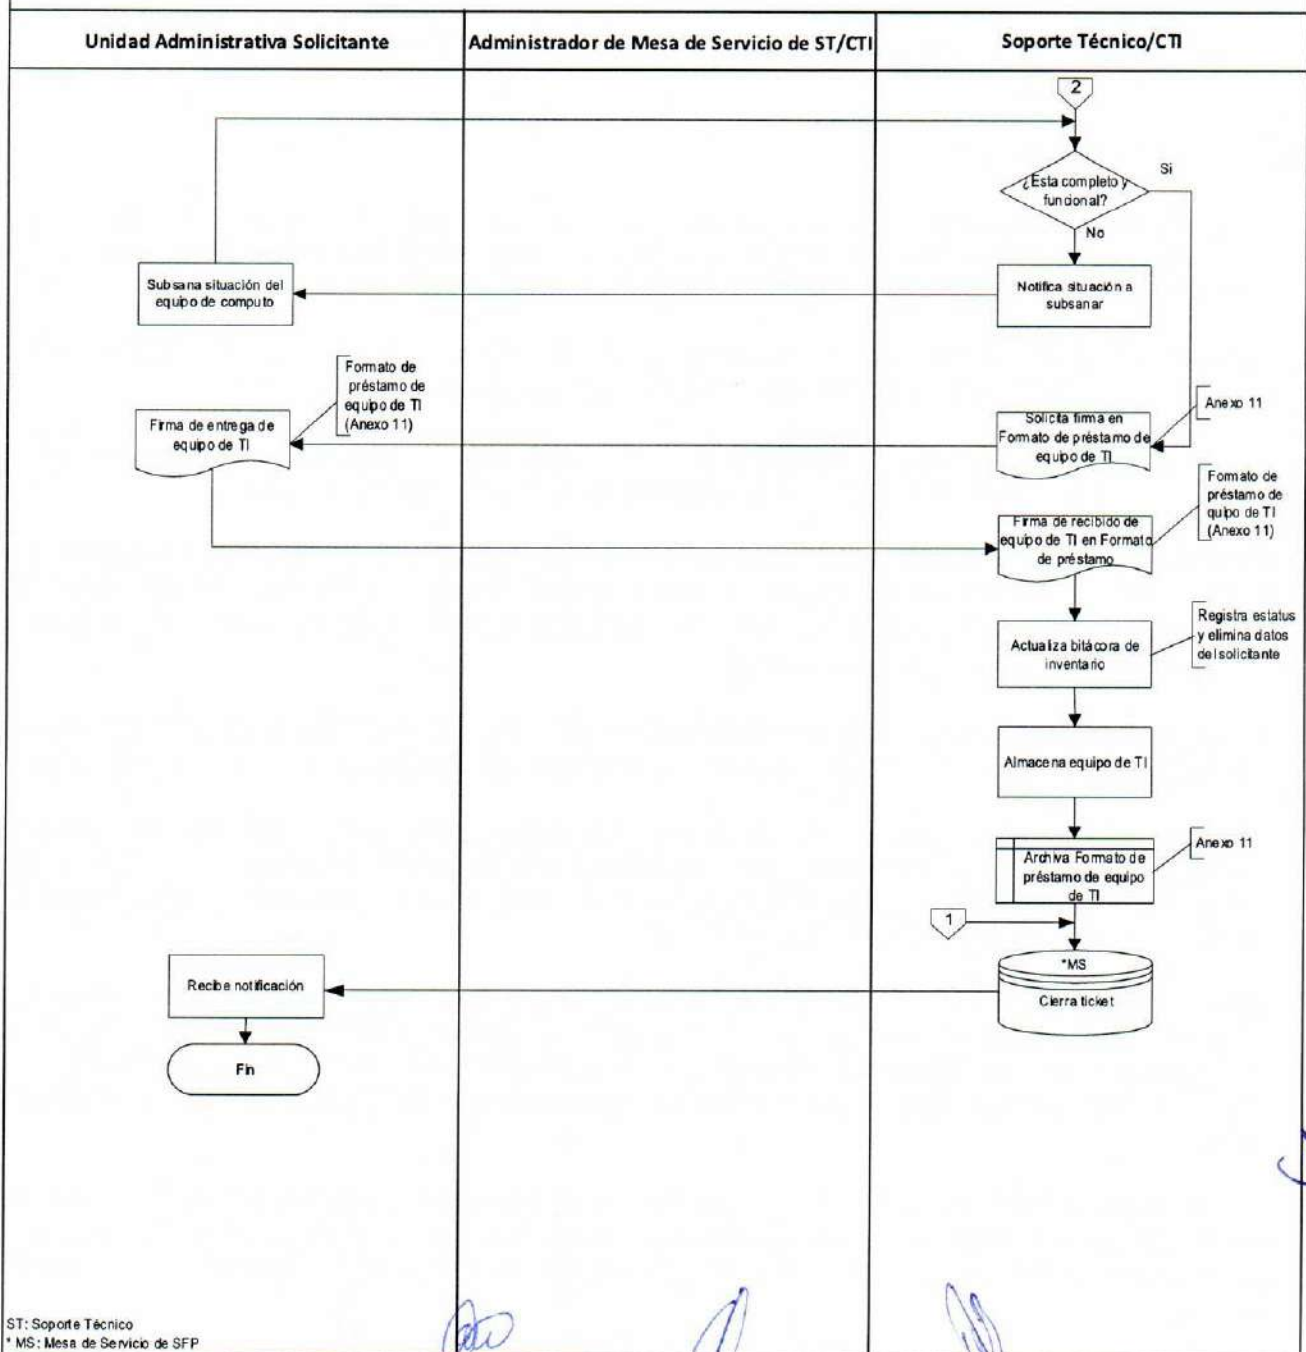 Unidad Administrativa Solicitante
Administrador de Mesa de Servicio de ST/CTI
Soporte Técnico/CTI
2
¿Esta completo y
funcional?
Si
No
Subsana situación del
equipo de computo
Notifica situación a
subsanar
Formato de
préstamo de
equipo de TI
(Anexo 11)
Firma de entrega de
equipo de TI
Solicita firma en
Formato de préstamo de
equipo de TI
Anexo 11
Formato de
préstamo de
quipo de TI
(Anexo 11)
Firma de recibido de
equipo de TI en Formato
de préstamo
Registra estatus
y elimina datos
del solicitante
Actualiza bitácora de
inventario
Almacena equipo de TI
Anexo 11
Archiva Formato de
préstamo de equipo
de TI
1
*MS
Cierra ticket
Recibe notificación
Fin
ST: Soporte Técnico
* MS: Mesa de Servicio de SFP